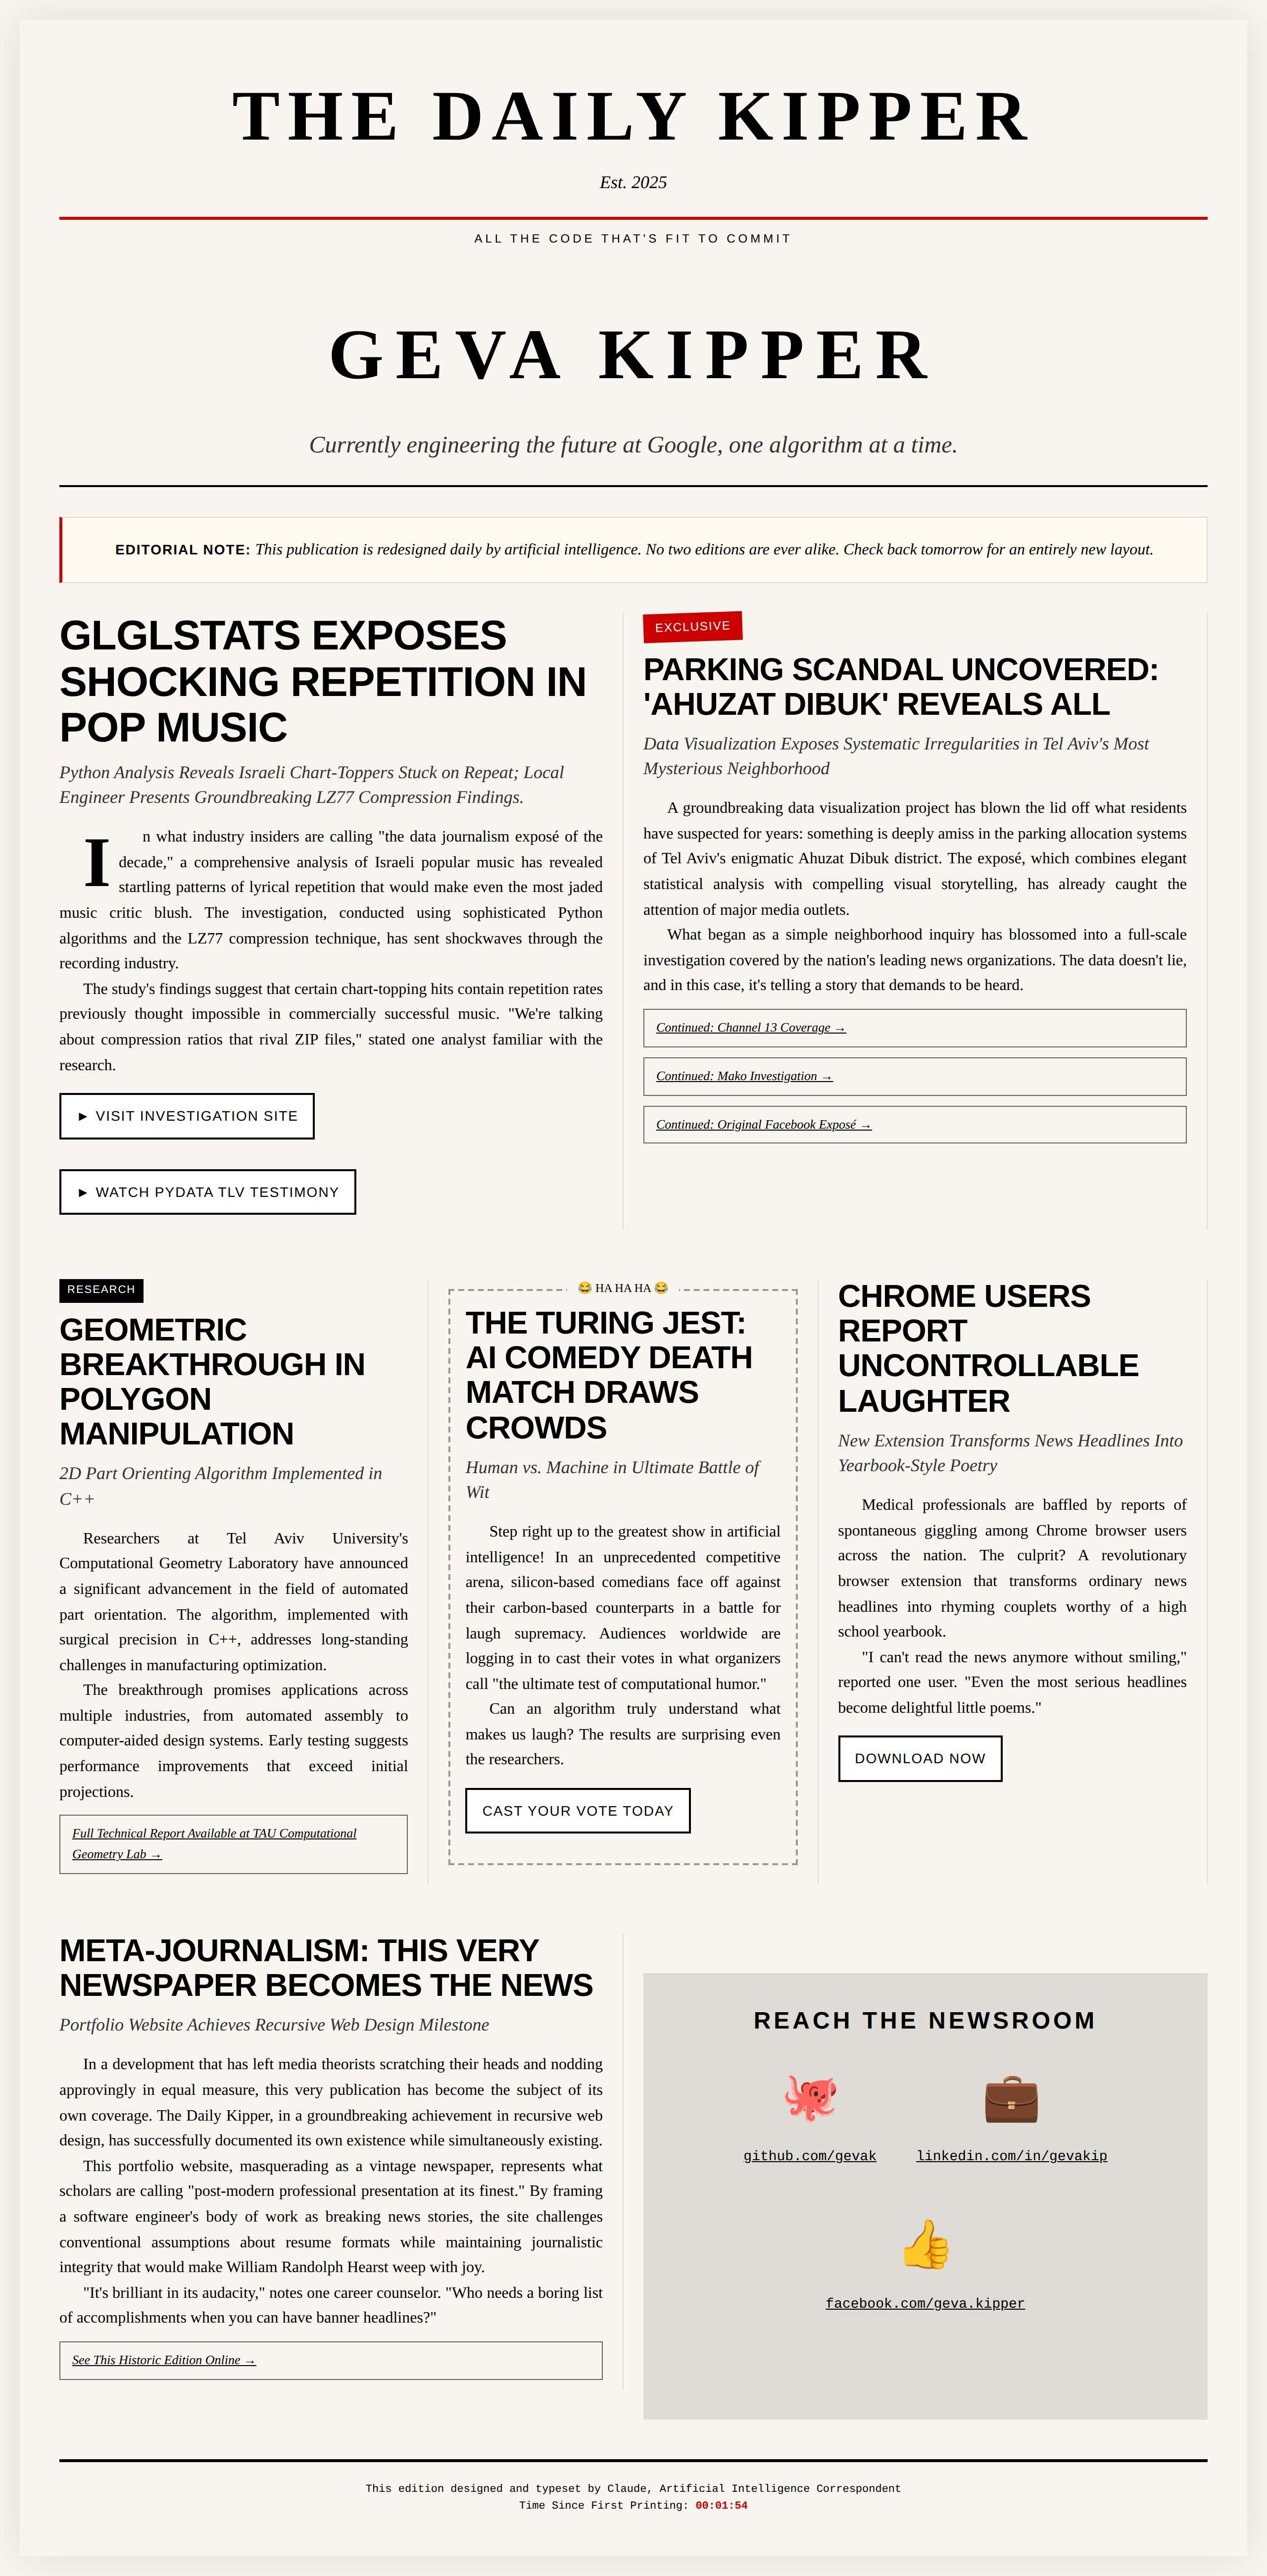 THE DAILY KIPPER
Est. 2025
ALL THE CODE THAT'S FIT TO COMMIT
GEVA KIPPER
Currently engineering the future at Google, one algorithm at a time.
EDITORIAL NOTE: This publication is redesigned daily by artificial intelligence. No two editions are ever alike. Check back tomorrow for an entirely new layout.
GLGLSTATS EXPOSES
SHOCKING REPETITION IN
POP MUSIC
Python Analysis Reveals Israeli Chart-Toppers Stuck on Repeat; Local
Engineer Presents Groundbreaking LZ77 Compression Findings.
In what industry insiders are calling "the data journalism exposé of the
decade," a comprehensive analysis of Israeli popular music has revealed
startling patterns of lyrical repetition that would make even the most jaded
music critic blush. The investigation, conducted using sophisticated Python
algorithms and the LZ77 compression technique, has sent shockwaves through the
recording industry.
The study's findings suggest that certain chart-topping hits contain repetition rates
previously thought impossible in commercially successful music. "We're talking
about compression ratios that rival ZIP files," stated one analyst familiar with the
research.
► VISIT INVESTIGATION SITE
► WATCH PYDATA TLV TESTIMONY
EXCLUSIVE
PARKING SCANDAL UNCOVERED:
'AHUZAT DIBUK' REVEALS ALL
Data Visualization Exposes Systematic Irregularities in Tel Aviv's Most
Mysterious Neighborhood
A groundbreaking data visualization project has blown the lid off what residents
have suspected for years: something is deeply amiss in the parking allocation systems
of Tel Aviv's enigmatic Ahuzat Dibuk district. The exposé, which combines elegant
statistical analysis with compelling visual storytelling, has already caught the
attention of major media outlets.
What began as a simple neighborhood inquiry has blossomed into a full-scale
investigation covered by the nation's leading news organizations. The data doesn't lie,
and in this case, it's telling a story that demands to be heard.
Continued: Channel 13 Coverage →
Continued: Mako Investigation →
Continued: Original Facebook Exposé →
RESEARCH
GEOMETRIC
BREAKTHROUGH IN
POLYGON
MANIPULATION
2D Part Orienting Algorithm Implemented in
C++
Researchers at Tel Aviv University's
Computational Geometry Laboratory have announced
a significant advancement in the field of automated
part orientation. The algorithm, implemented with
surgical precision in C++, addresses long-standing
challenges in manufacturing optimization.
The breakthrough promises applications across
multiple industries, from automated assembly to
computer-aided design systems. Early testing suggests
performance improvements that exceed initial
projections.
Full Technical Report Available at TAU Computational
Geometry Lab →
😂 HA HA HA 😂
THE TURING JEST:
AI COMEDY DEATH
MATCH DRAWS
CROWDS
Human vs. Machine in Ultimate Battle of
Wit
Step right up to the greatest show in artificial
intelligence! In an unprecedented competitive
arena, silicon-based comedians face off against
their carbon-based counterparts in a battle for
laugh supremacy. Audiences worldwide are
logging in to cast their votes in what organizers
call "the ultimate test of computational humor."
Can an algorithm truly understand what
makes us laugh? The results are surprising even
the researchers.
CAST YOUR VOTE TODAY
CHROME USERS
REPORT
UNCONTROLLABLE
LAUGHTER
New Extension Transforms News Headlines Into
Yearbook-Style Poetry
Medical professionals are baffled by reports of
spontaneous giggling among Chrome browser users
across the nation. The culprit? A revolutionary
browser extension that transforms ordinary news
headlines into rhyming couplets worthy of a high
school yearbook.
"I can't read the news anymore without smiling,"
reported one user. "Even the most serious headlines
become delightful little poems."
DOWNLOAD NOW
META-JOURNALISM: THIS VERY
NEWSPAPER BECOMES THE NEWS
Portfolio Website Achieves Recursive Web Design Milestone
In a development that has left media theorists scratching their heads and nodding
approvingly in equal measure, this very publication has become the subject of its
own coverage. The Daily Kipper, in a groundbreaking achievement in recursive web
design, has successfully documented its own existence while simultaneously existing.
This portfolio website, masquerading as a vintage newspaper, represents what
scholars are calling "post-modern professional presentation at its finest." By framing
a software engineer's body of work as breaking news stories, the site challenges
conventional assumptions about resume formats while maintaining journalistic
integrity that would make William Randolph Hearst weep with joy.
"It's brilliant in its audacity," notes one career counselor. "Who needs a boring list
of accomplishments when you can have banner headlines?"
See This Historic Edition Online →
REACH THE NEWSROOM
github.com/gevak
linkedin.com/in/gevakip
facebook.com/geva.kipper
This edition designed and typeset by Claude, Artificial Intelligence Correspondent
Time Since First Printing: 00:01:54